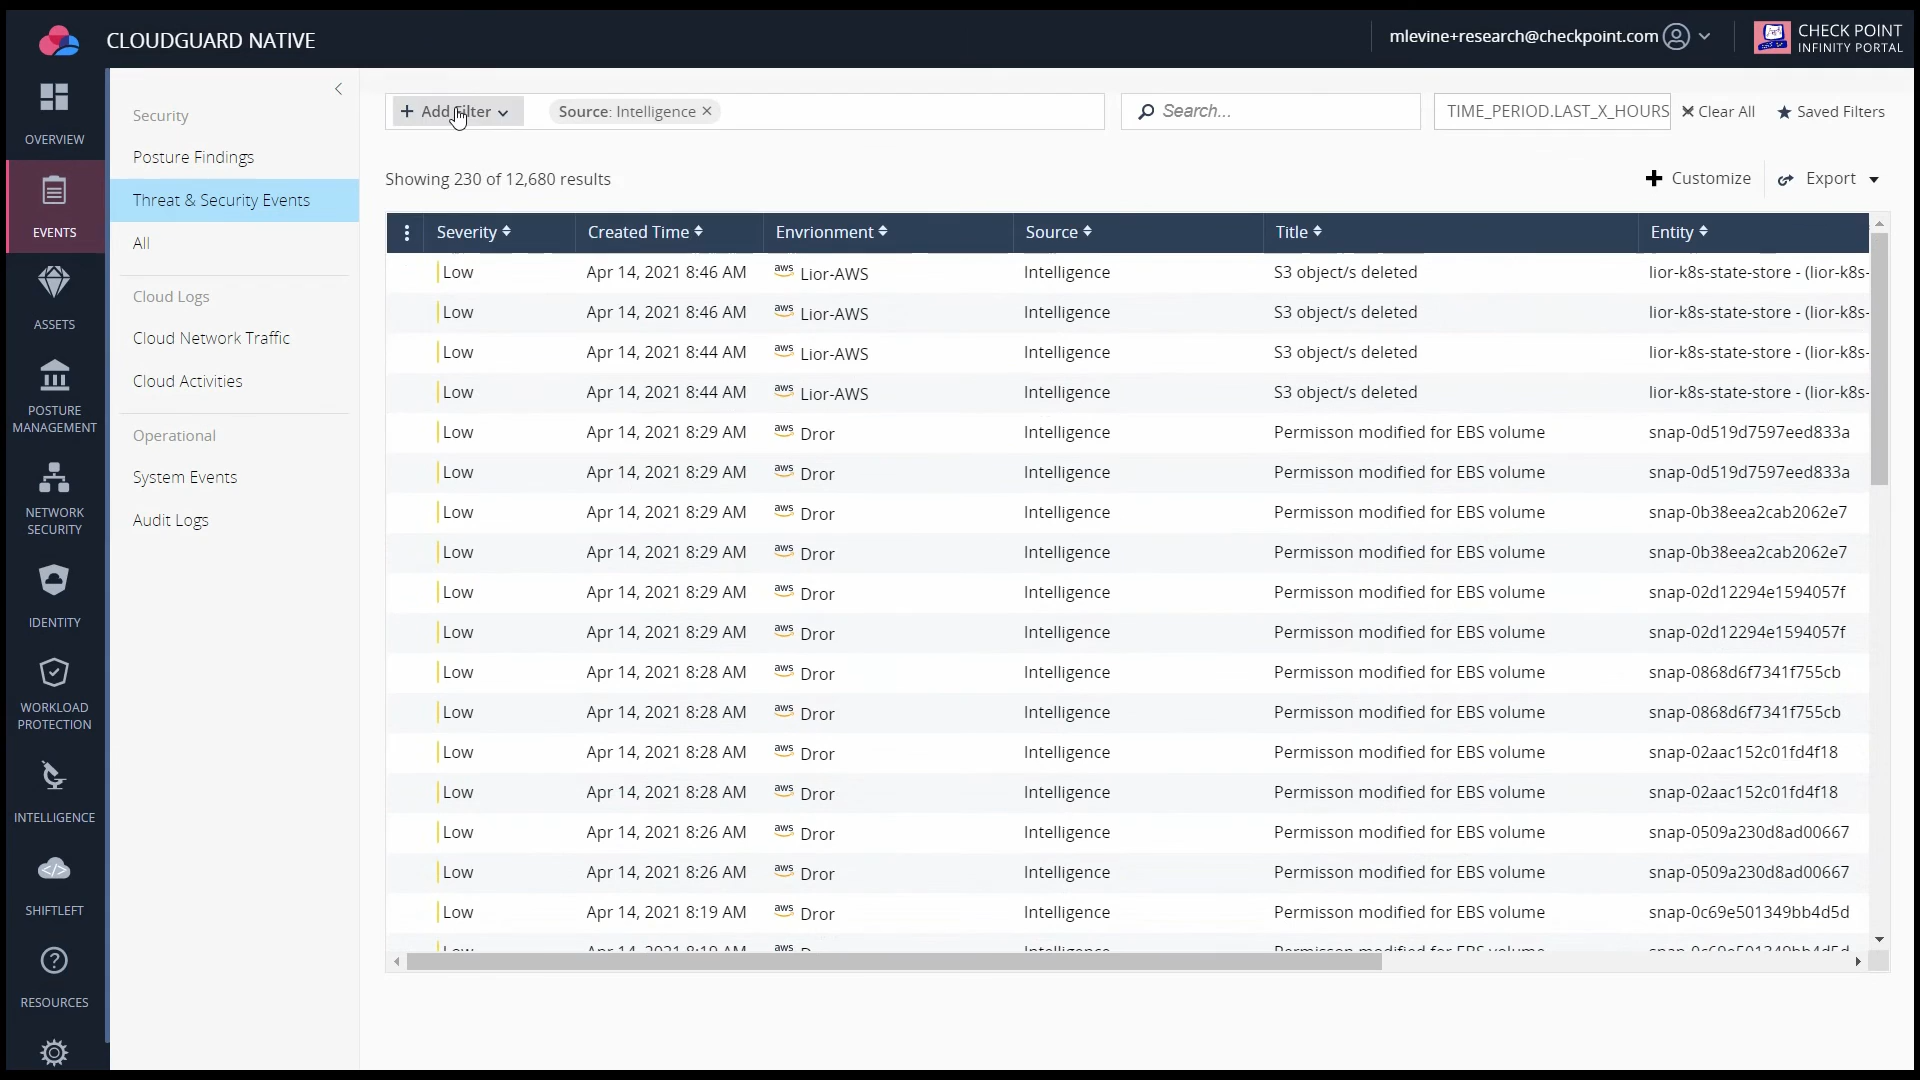 CLOUDGUARD NATIVE
mlevine+research@checkpoint.com
CHECK POINT
INFINITY PORTAL
OVERVIEW
EVENTS
ASSETS
POSTURE
MANAGEMENT
NETWORK
SECURITY
IDENTITY
WORKLOAD
PROTECTION
INTELLIGENCE
SHIFTLEFT
RESOURCES
Security
Posture Findings
Threat & Security Events
All
Cloud Logs
Cloud Network Traffic
Cloud Activities
Operational
System Events
Audit Logs
+ Add Filter Source: Intelligence × Search... TIME_PERIOD.LAST_X_HOURS Clear All Saved Filters
Showing 230 of 12,680 results
Customize Export
Severity Created Time Envrionment Source Title Entity
Low Apr 14, 2021 8:46 AM aws Lior-AWS Intelligence S3 object/s deleted lior-k8s-state-store - (lior-k8s-
Low Apr 14, 2021 8:46 AM aws Lior-AWS Intelligence S3 object/s deleted lior-k8s-state-store - (lior-k8s-
Low Apr 14, 2021 8:44 AM aws Lior-AWS Intelligence S3 object/s deleted lior-k8s-state-store - (lior-k8s-
Low Apr 14, 2021 8:44 AM aws Lior-AWS Intelligence S3 object/s deleted lior-k8s-state-store - (lior-k8s-
Low Apr 14, 2021 8:29 AM aws Dror Intelligence Permisson modified for EBS volume snap-0d519d7597eed833a
Low Apr 14, 2021 8:29 AM aws Dror Intelligence Permisson modified for EBS volume snap-0d519d7597eed833a
Low Apr 14, 2021 8:29 AM aws Dror Intelligence Permisson modified for EBS volume snap-0b38eea2cab2062e7
Low Apr 14, 2021 8:29 AM aws Dror Intelligence Permisson modified for EBS volume snap-0b38eea2cab2062e7
Low Apr 14, 2021 8:29 AM aws Dror Intelligence Permisson modified for EBS volume snap-02d12294e1594057f
Low Apr 14, 2021 8:29 AM aws Dror Intelligence Permisson modified for EBS volume snap-02d12294e1594057f
Low Apr 14, 2021 8:28 AM aws Dror Intelligence Permisson modified for EBS volume snap-0868d6f7341f755cb
Low Apr 14, 2021 8:28 AM aws Dror Intelligence Permisson modified for EBS volume snap-0868d6f7341f755cb
Low Apr 14, 2021 8:28 AM aws Dror Intelligence Permisson modified for EBS volume snap-02aac152c01fd4f18
Low Apr 14, 2021 8:28 AM aws Dror Intelligence Permisson modified for EBS volume snap-02aac152c01fd4f18
Low Apr 14, 2021 8:26 AM aws Dror Intelligence Permisson modified for EBS volume snap-0509a230d8ad00667
Low Apr 14, 2021 8:26 AM aws Dror Intelligence Permisson modified for EBS volume snap-0509a230d8ad00667
Low Apr 14, 2021 8:19 AM aws Dror Intelligence Permisson modified for EBS volume snap-0c69e501349bb4d5d